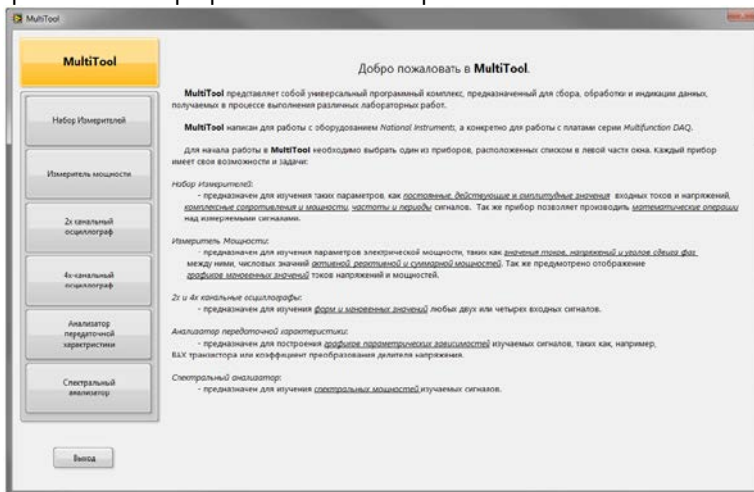 MultiTool
MultiTool
Набор Измерителей
Измеритель мощности
2х канальный
осциллограф
4х-канальный
осциллограф
Анализатор
передаточной
характристики
Спектральный
анализатор
Выход
Добро пожаловать в MultiTool.
MultiTool представляет собой универсальный программный комплекс, предназначенный для сбора, обработки и индикации данных,
получаемых в процессе выполнения различных лабораторных работ.
MultiTool написан для работы с оборудованием National Instruments, а конкретно для работы с платами серии Multifunction DAQ.
Для начала работы в MultiTool необходимо выбрать один из приборов, расположенных списком в левой части окна. Каждый прибор
имеет свои возможности и задачи:
Набор Измерителей:
- предназначен для изучения таких параметров, как постоянные, действующие и амплитудные значения входных токов и напряжений,
комплексные сопротивления и мощности, частоты и периоды сигналов. Так же прибор позволяет производить математические операции
над измеряемыми сигналами.
Измеритель Мощности:
- предназначен для изучения параметров электрической мощности, таких как значения токов, напряжений и углов сдвига фаз
между ними, числовых значний активной, реактивной и суммарной мощностей. Так же предумотрено отображение
графиков мгновенных значений токов напряжений и мощностей.
2х и 4х канальные осциллографы:
- предназначен для изучения форм и мгновенных значений любых двух или четырех входных сигналов.
Анализатор передаточной характеристики:
- предназначен для построения графиков параметрических зависимостей изучаемых сигналов, таких как, например,
ВАХ транзистора или коэффициент преобразования делителя напряжения.
Спектральный анализатор:
- предназначен для изучения спектральных мощностей изучаемых сигналов.